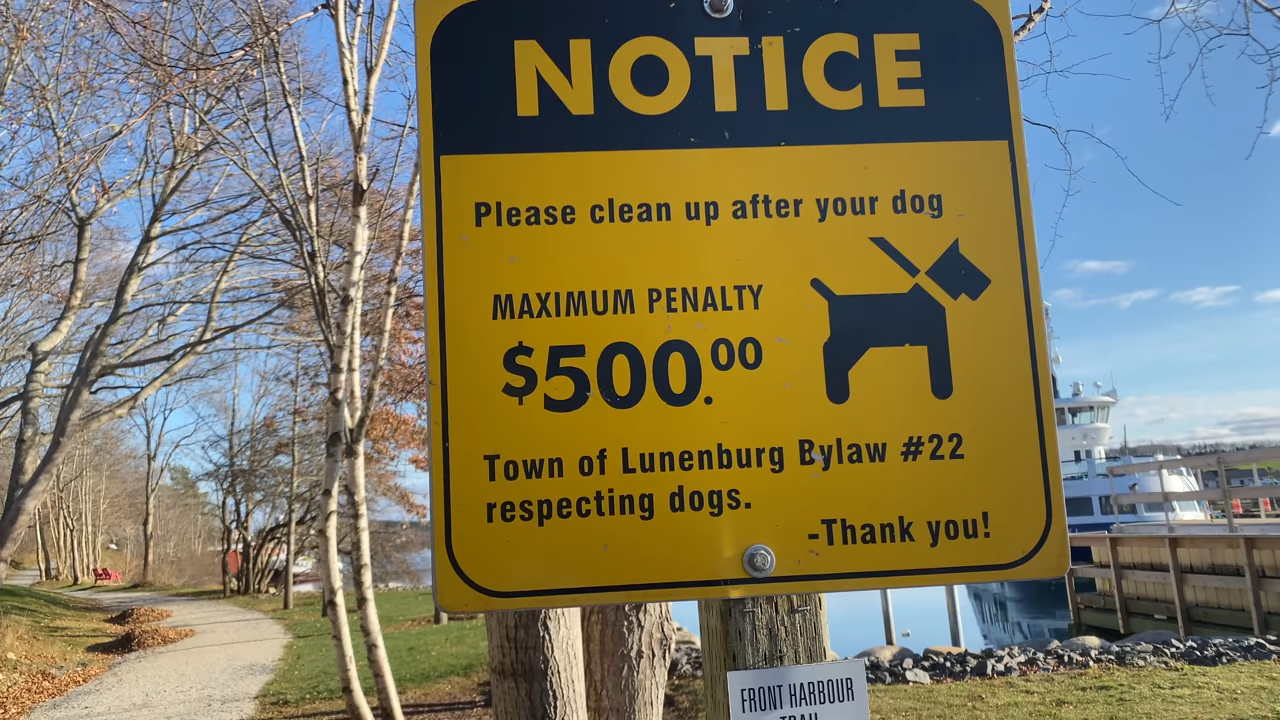 NOTICE
Please clean up after your dog
MAXIMUM PENALTY
$500.00
Town of Lunenburg Bylaw #22
respecting dogs.
-Thank you!
FRONT HARBOUR
TRAIL